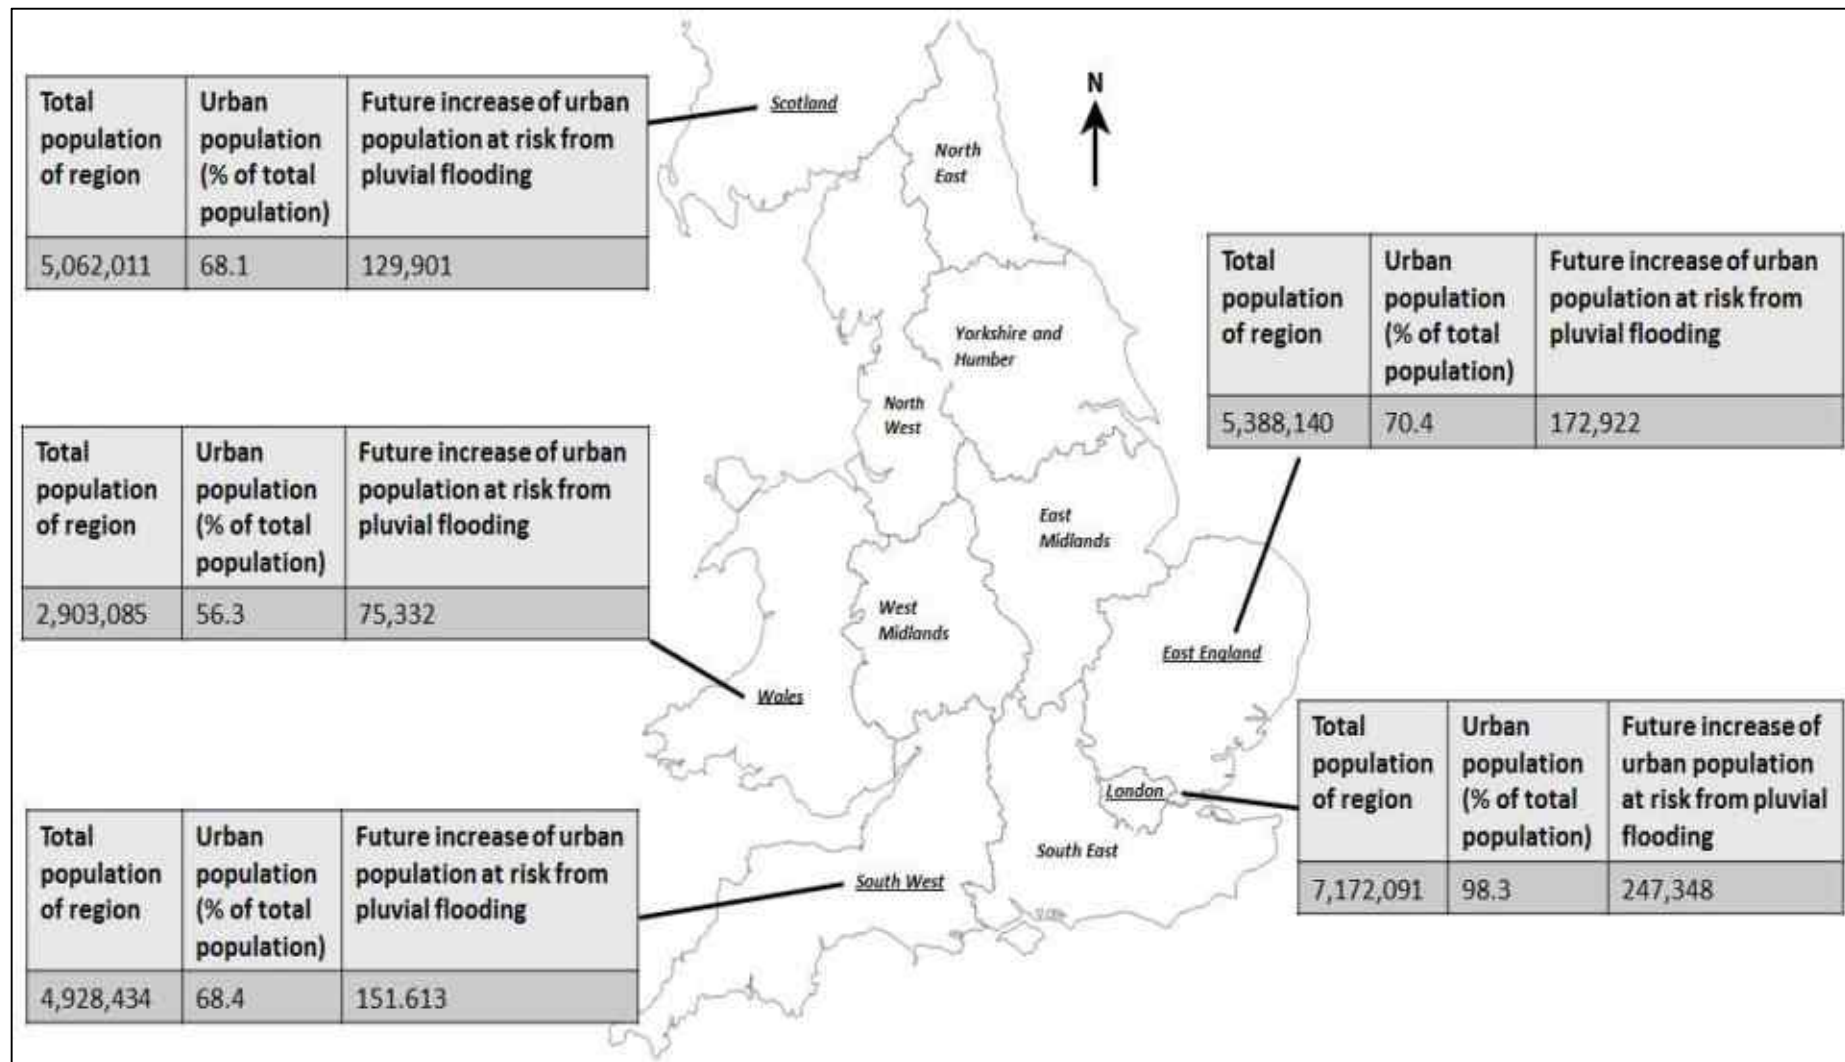 Total
population
of region
Urban
population
(% of total
population)
Future increase of urban
population at risk from
pluvial flooding
5,062,011
68.1
129,901
Scotland
N
North
East
Total
population
of region
Urban
population
(% of total
population)
Future increase of urban
population at risk from
pluvial flooding
5,388,140
70.4
172,922
Yorkshire and
Humber
North
West
Total
population
of region
Urban
population
(% of total
population)
Future increase of urban
population at risk from
pluvial flooding
2,903,085
56.3
75,332
East
Midlands
West
Midlands
East England
Wales
Total
population
of region
Urban
population
(% of total
population)
Future increase of
urban population
at risk from pluvial
flooding
7,172,091
98.3
247,348
London
South East
Total
population
of region
Urban
population
(% of total
population)
Future increase of urban
population at risk from
pluvial flooding
4,928,434
68.4
151.613
South West